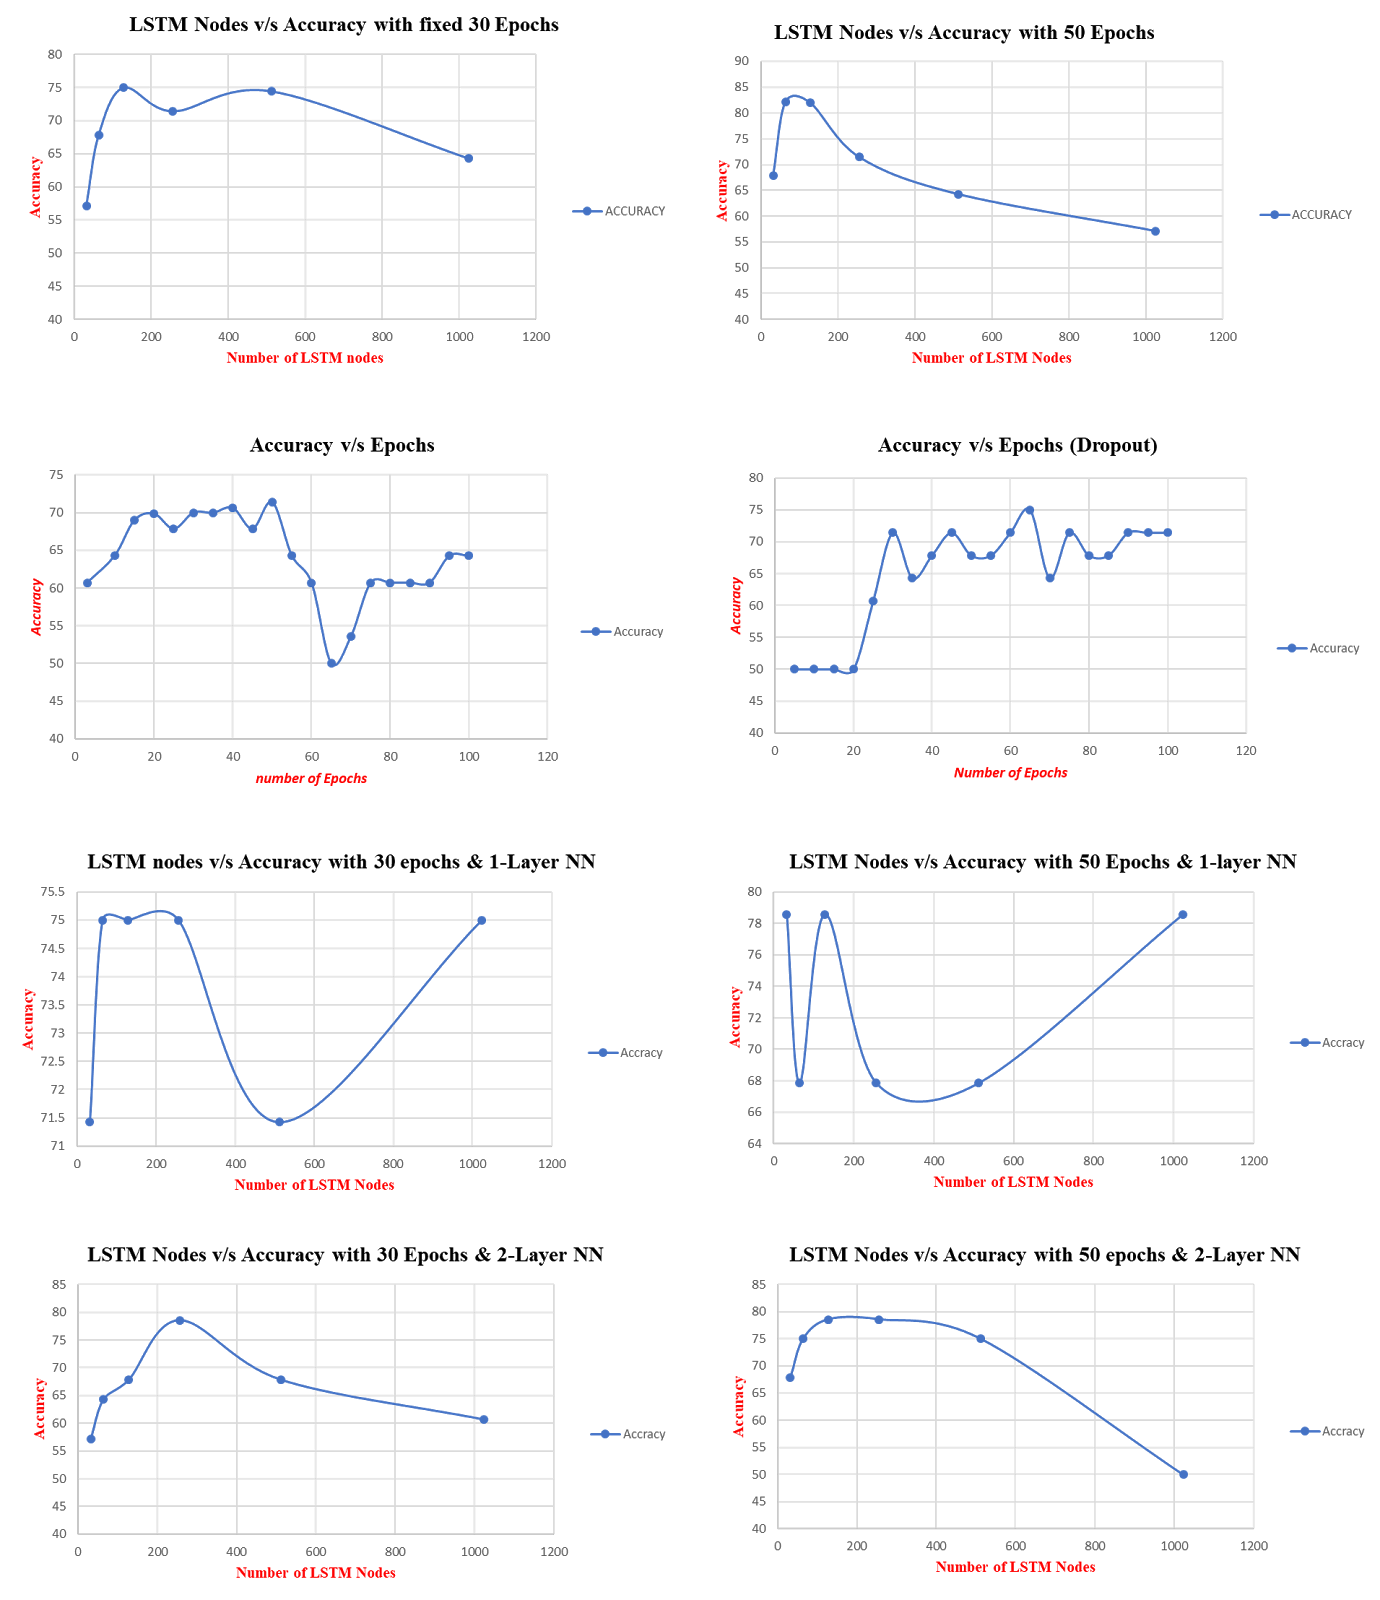 LSTM Nodes v/s Accuracy with fixed 30 Epochs
80
75
70
65
60
55
50
45
40
0 200 400 600 800 1000 1200
Accuracy
Number of LSTM nodes
ACCURACY
LSTM Nodes v/s Accuracy with 50 Epochs
90
85
80
75
70
65
60
55
50
45
40
0 200 400 600 800 1000 1200
Accuracy
Number of LSTM Nodes
ACCURACY
Accuracy v/s Epochs
75
70
65
60
55
50
45
40
0 20 40 60 80 100 120
Accuracy
number of Epochs
Accuracy
Accuracy v/s Epochs (Dropout)
80
75
70
65
60
55
50
45
40
0 20 40 60 80 100 120
Accuracy
Number of Epochs
Accuracy
LSTM nodes v/s Accuracy with 30 epochs & 1-Layer NN
75.5
75
74.5
74
73.5
73
72.5
72
71.5
71
0 200 400 600 800 1000 1200
Accuracy
Number of LSTM Nodes
Accracy
LSTM Nodes v/s Accuracy with 50 Epochs & 1-layer NN
80
78
76
74
72
70
68
66
64
0 200 400 600 800 1000 1200
Accuracy
Number of LSTM Nodes
Accracy
LSTM Nodes v/s Accuracy with 30 Epochs & 2-Layer NN
85
80
75
70
65
60
55
50
45
40
0 200 400 600 800 1000 1200
Accuracy
Number of LSTM Nodes
Accracy
LSTM Nodes v/s Accuracy with 50 epochs & 2-Layer NN
85
80
75
70
65
60
55
50
45
40
0 200 400 600 800 1000 1200
Accuracy
Number of LSTM Nodes
Accracy